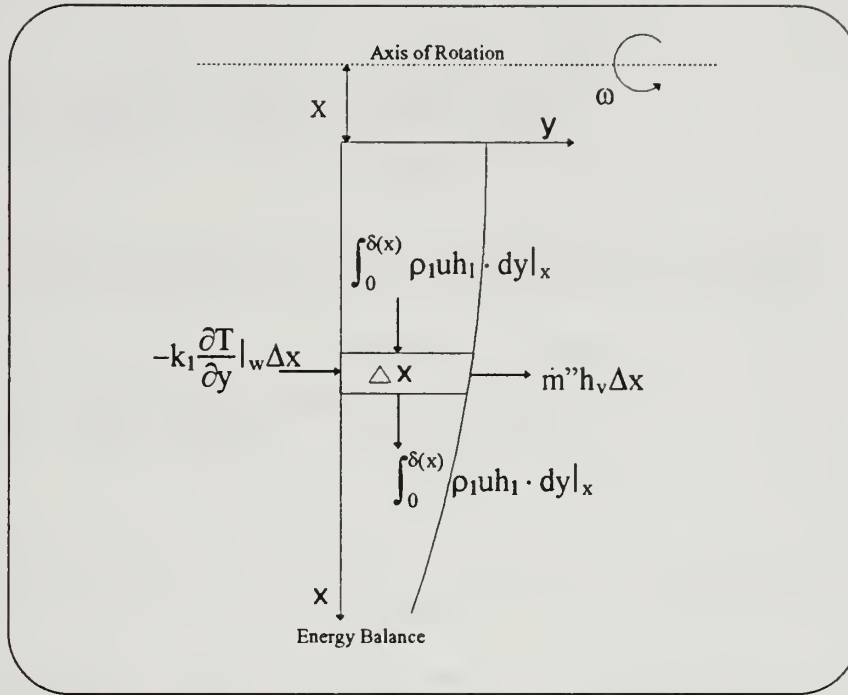 Axis of Rotation
ω
X
y
∫₀^δ(x) ρ₁uh₁ · dy|ₓ
−k₁ ∂T/∂y |w Δx
△ X
ṁ”hᵥΔx
∫₀^δ(x) ρ₁uh₁ · dy|ₓ
X
Energy Balance